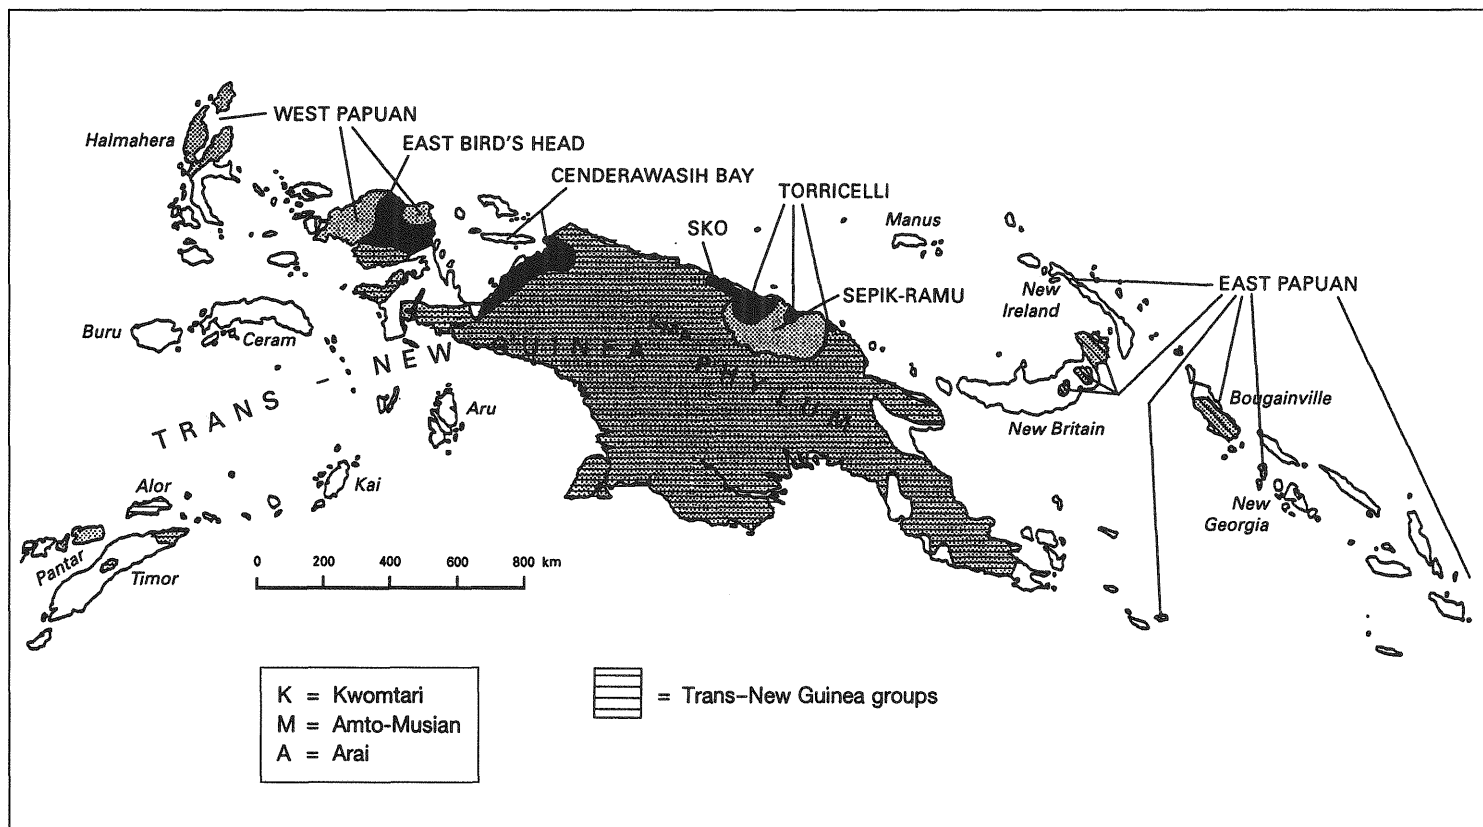 WEST PAPUAN
Halmahera
EAST BIRD'S HEAD
CENDERAWASIH BAY
TORRICELLI
SKO
Manus
EAST PAPUAN
New
Ireland
SEPIK-RAMU
Buru
Ceram
TRANS – NEW GUINEA PHYLUM
Aru
Bougainville
New Britain
Kai
Alor
New
Georgia
Pantar
Timor
0 200 400 600 800 km
K = Kwomtari
M = Amto-Musian
A = Arai
= Trans–New Guinea groups